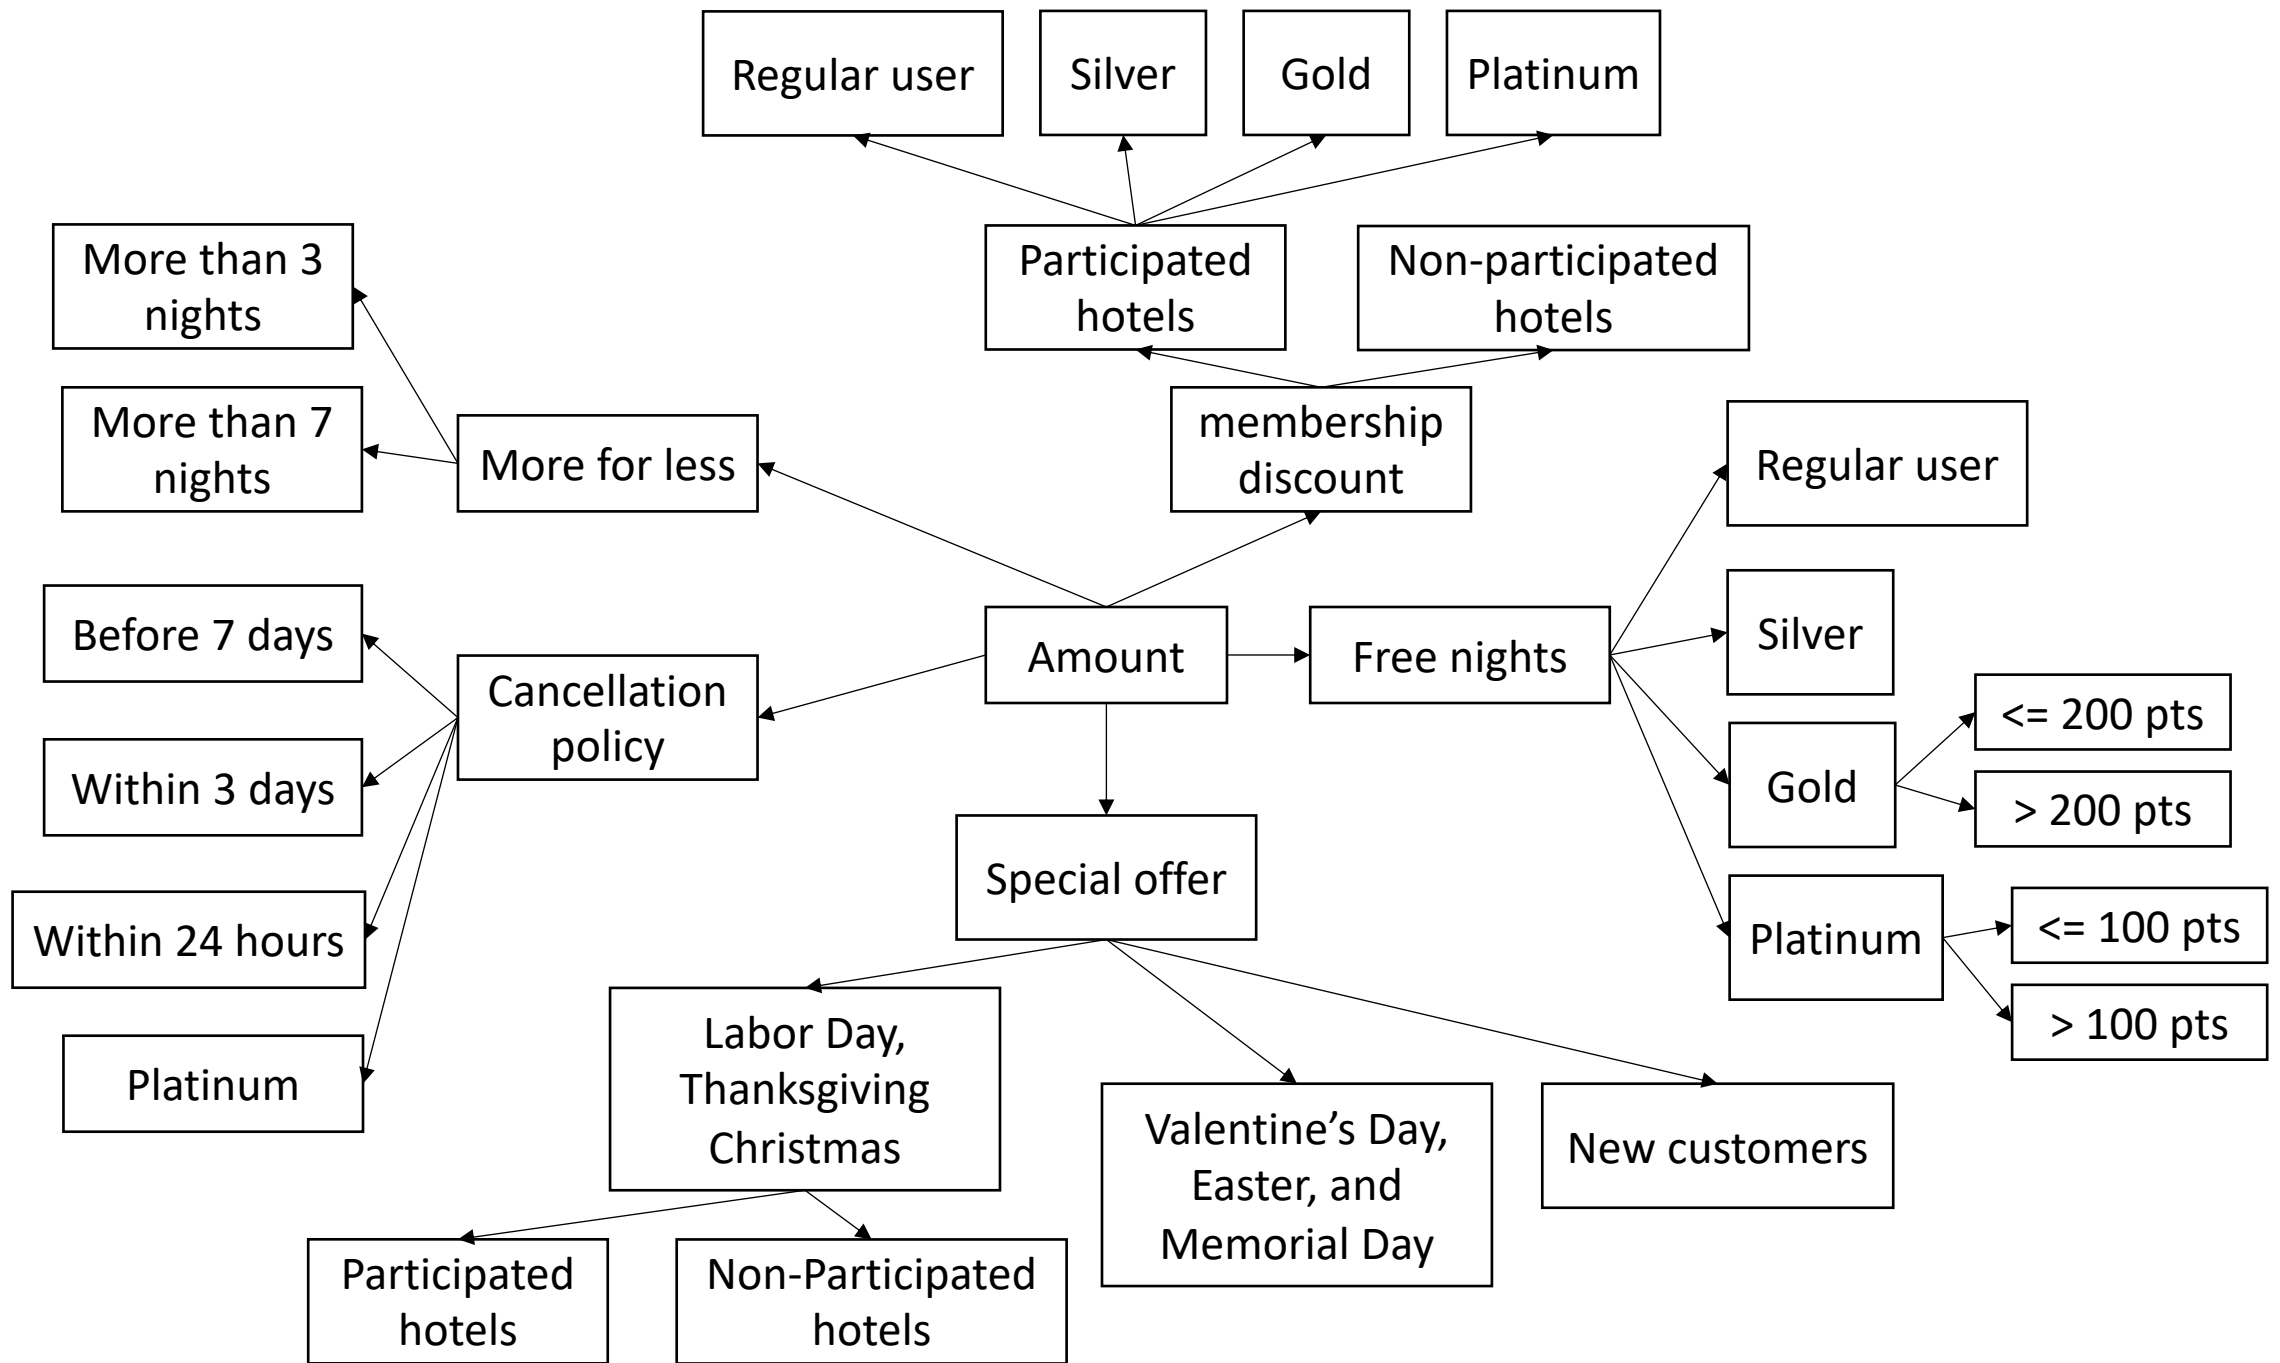 Regular user
Silver
Gold
Platinum
Participated
hotels
Non-participated
hotels
More than 3
nights
More than 7
nights
More for less
membership
discount
Regular user
Silver
Before 7 days
Cancellation
policy
Amount
Free nights
Within 3 days
Gold
<= 200 pts
> 200 pts
Within 24 hours
Special offer
Platinum
<= 100 pts
> 100 pts
Platinum
Labor Day,
Thanksgiving
Christmas
Valentine’s Day,
Easter, and
Memorial Day
New customers
Participated
hotels
Non-Participated
hotels